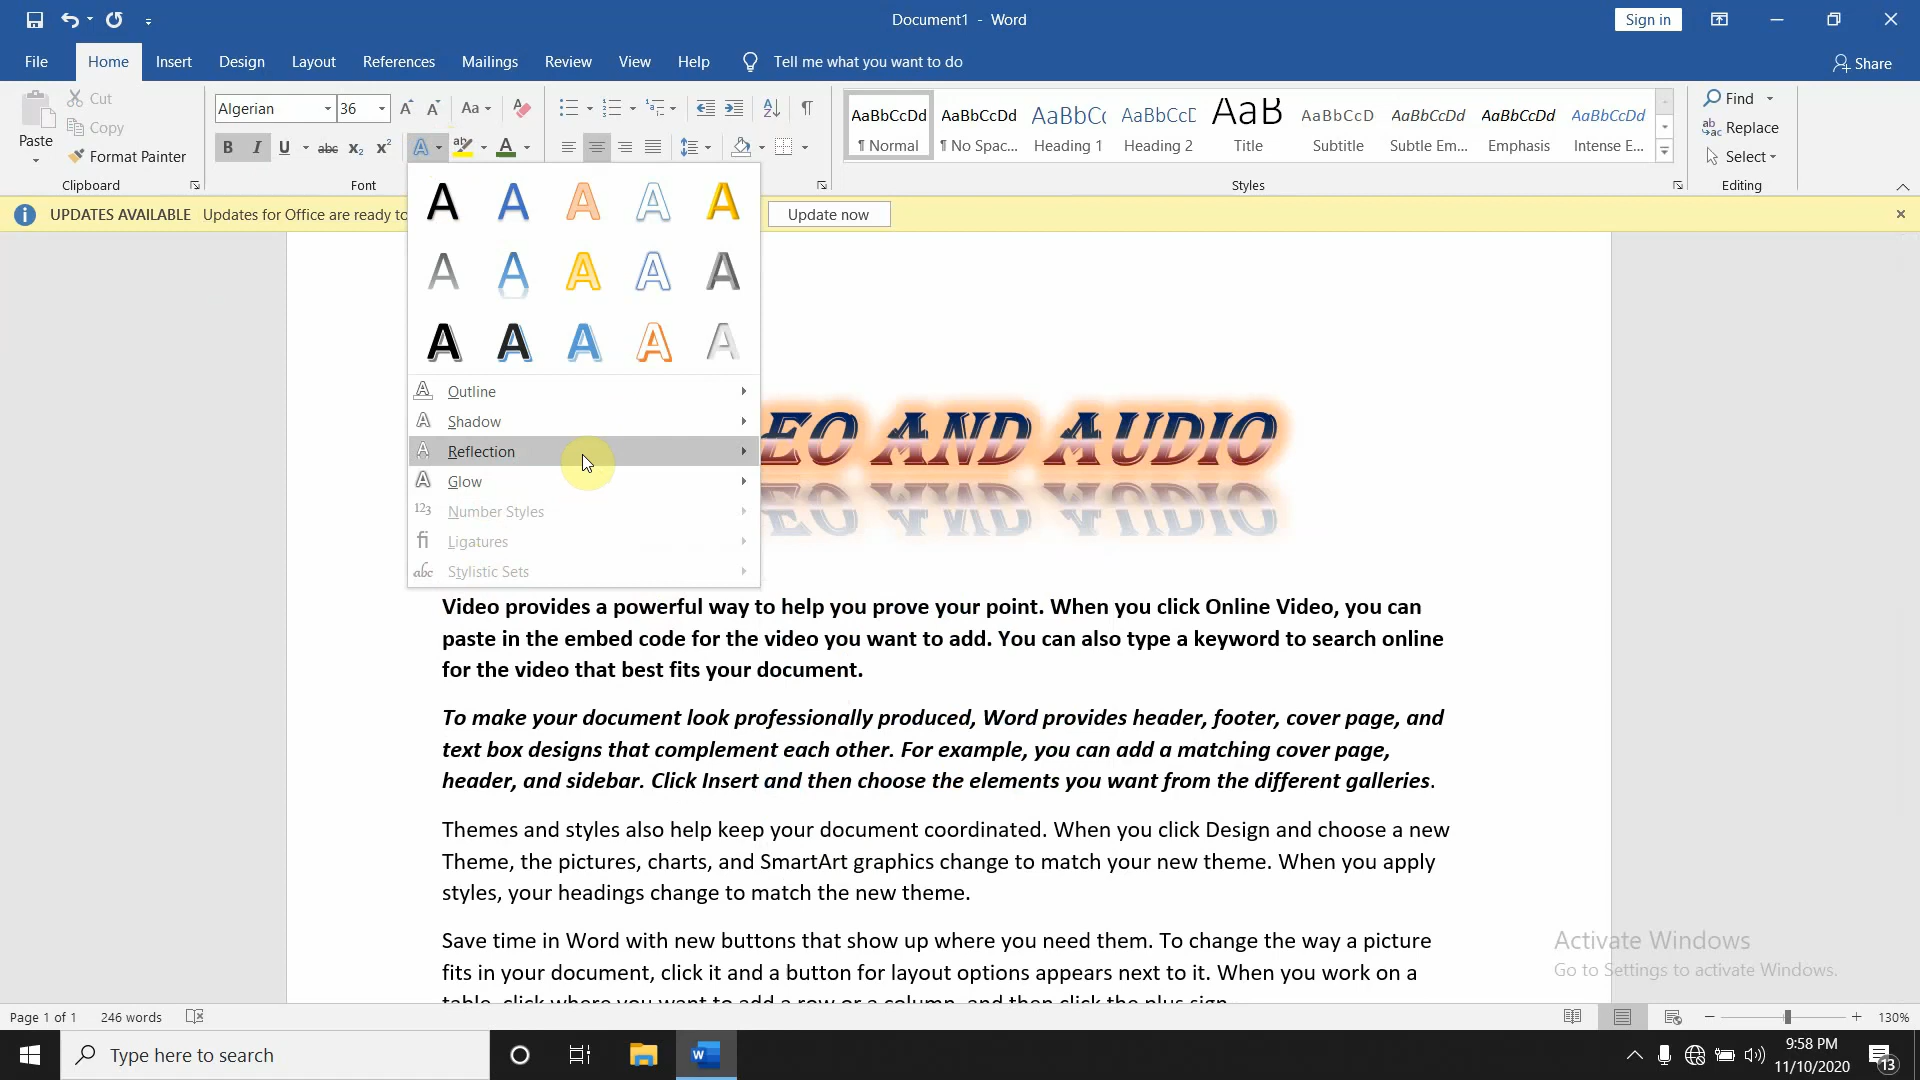 Document1 - Word
Sign in
File Home Insert Design Layout References Mailings Review View Help Tell me what you want to do
Share
Paste
Cut
Copy
Format Painter
Clipboard
Algerian 36
Font
AaBbCcDd AaBbCcDd AaBbCc AaBbCcD AaB AaBbCcD AaBbCcDd AaBbCcDd AaBbCcDd
¶ Normal ¶ No Spac... Heading 1 Heading 2 Title Subtitle Subtle Em... Emphasis Intense E...
Styles
Find
Replace
Select
Editing
UPDATES AVAILABLE Updates for Office are ready to
Update now
Outline
Shadow
Reflection
Glow
Number Styles
Ligatures
Stylistic Sets
EO AND AUDIO
Video provides a powerful way to help you prove your point. When you click Online Video, you can
paste in the embed code for the video you want to add. You can also type a keyword to search online
for the video that best fits your document.
To make your document look professionally produced, Word provides header, footer, cover page, and
text box designs that complement each other. For example, you can add a matching cover page,
header, and sidebar. Click Insert and then choose the elements you want from the different galleries.
Themes and styles also help keep your document coordinated. When you click Design and choose a new
Theme, the pictures, charts, and SmartArt graphics change to match your new theme. When you apply
styles, your headings change to match the new theme.
Save time in Word with new buttons that show up where you need them. To change the way a picture
fits in your document, click it and a button for layout options appears next to it. When you work on a
table, click where you want to add a row or a column, and then click the plus sign.
Activate Windows
Go to Settings to activate Windows.
Page 1 of 1 246 words
130%
Type here to search
9:58 PM
11/10/2020
13